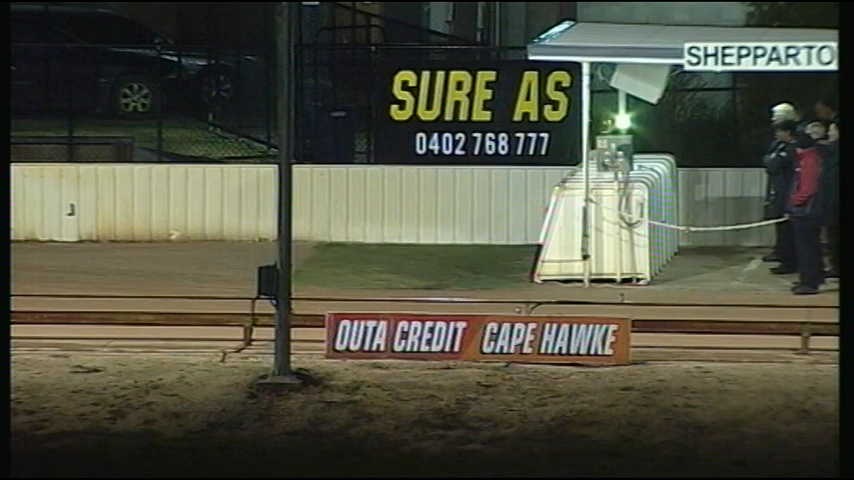 SHEPPARTO
SURE AS
0402 768 777
OUTA CREDIT / CAPE HAWKE